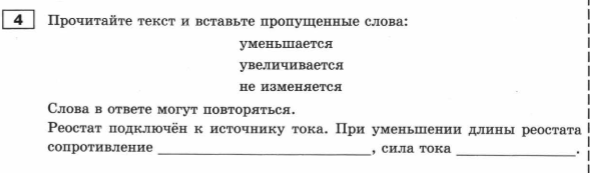 4 Прочитайте текст и вставьте пропущенные слова:
уменьшается
увеличивается
не изменяется
Слова в ответе могут повторяться.
Реостат подключён к источнику тока. При уменьшении длины реостата
сопротивление ______________________________, сила тока _________________.